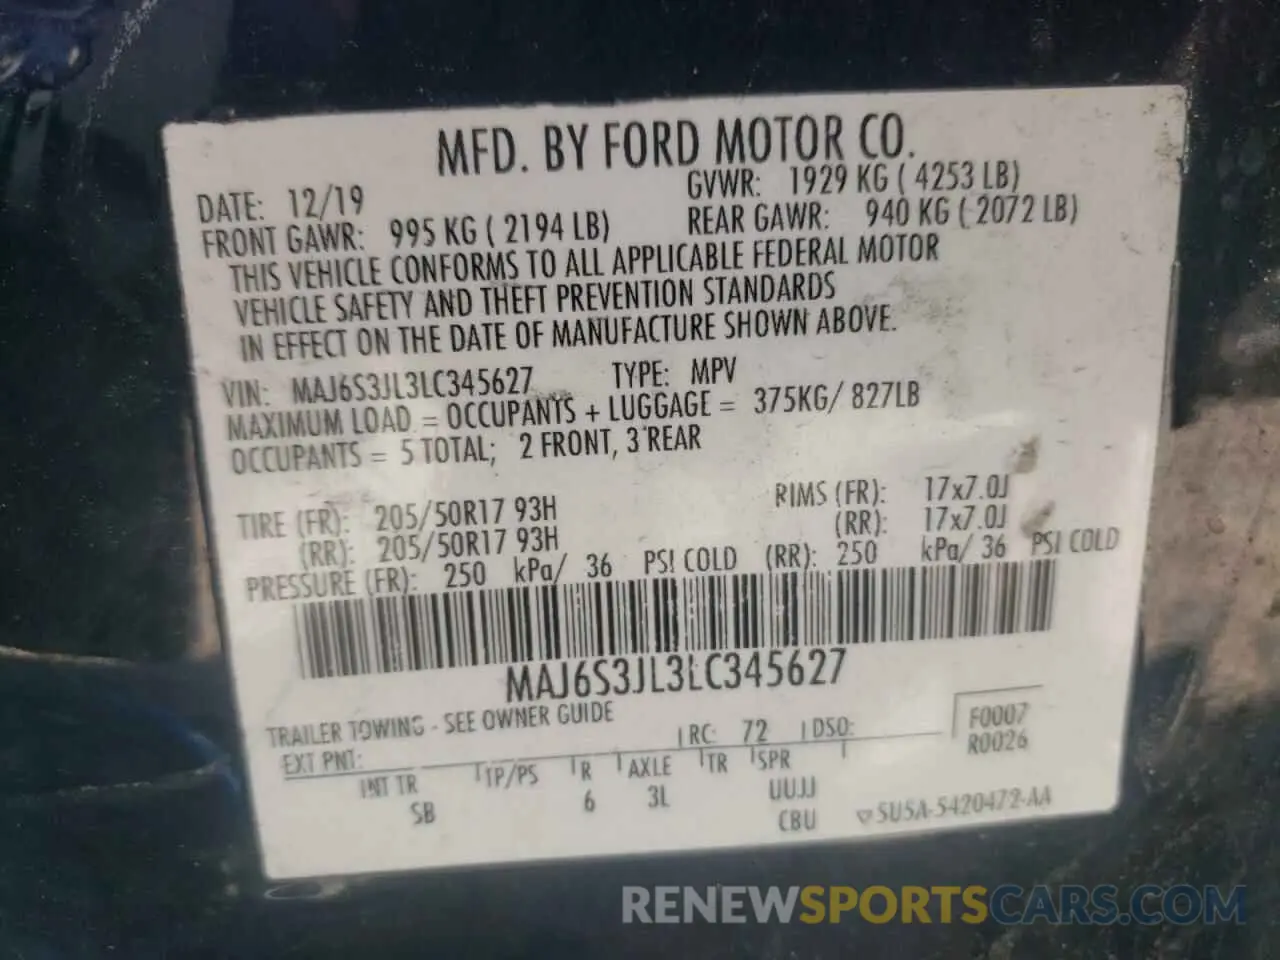 MFD. BY FORD MOTOR CO.
DATE: 12/19 GVWR: 1929 KG ( 4253 LB)
FRONT GAWR: 995 KG ( 2194 LB) REAR GAWR: 940 KG ( 2072 LB)
THIS VEHICLE CONFORMS TO ALL APPLICABLE FEDERAL MOTOR
VEHICLE SAFETY AND THEFT PREVENTION STANDARDS
IN EFFECT ON THE DATE OF MANUFACTURE SHOWN ABOVE.
VIN: MAJ6S3JL3LC345627 TYPE: MPV
MAXIMUM LOAD = OCCUPANTS + LUGGAGE = 375KG/ 827LB
OCCUPANTS = 5 TOTAL; 2 FRONT, 3 REAR
TIRE (FR): 205/50R17 93H RIMS (FR): 17x7.0J
(RR): 205/50R17 93H (RR): 17x7.0J
PRESSURE (FR): 250 kPa/ 36 PSI COLD (RR): 250 kPa/ 36 PSI COLD
MAJ6S3JL3LC345627
TRAILER TOWING - SEE OWNER GUIDE
EXT PNT: RC: 72 DSO: F0007
R0026
INT TR TP/PS R AXLE TR SPR
SB 6 3L UUJJ
CBU SU5A-5420472-AA
RENEWSPORTSCARS.COM